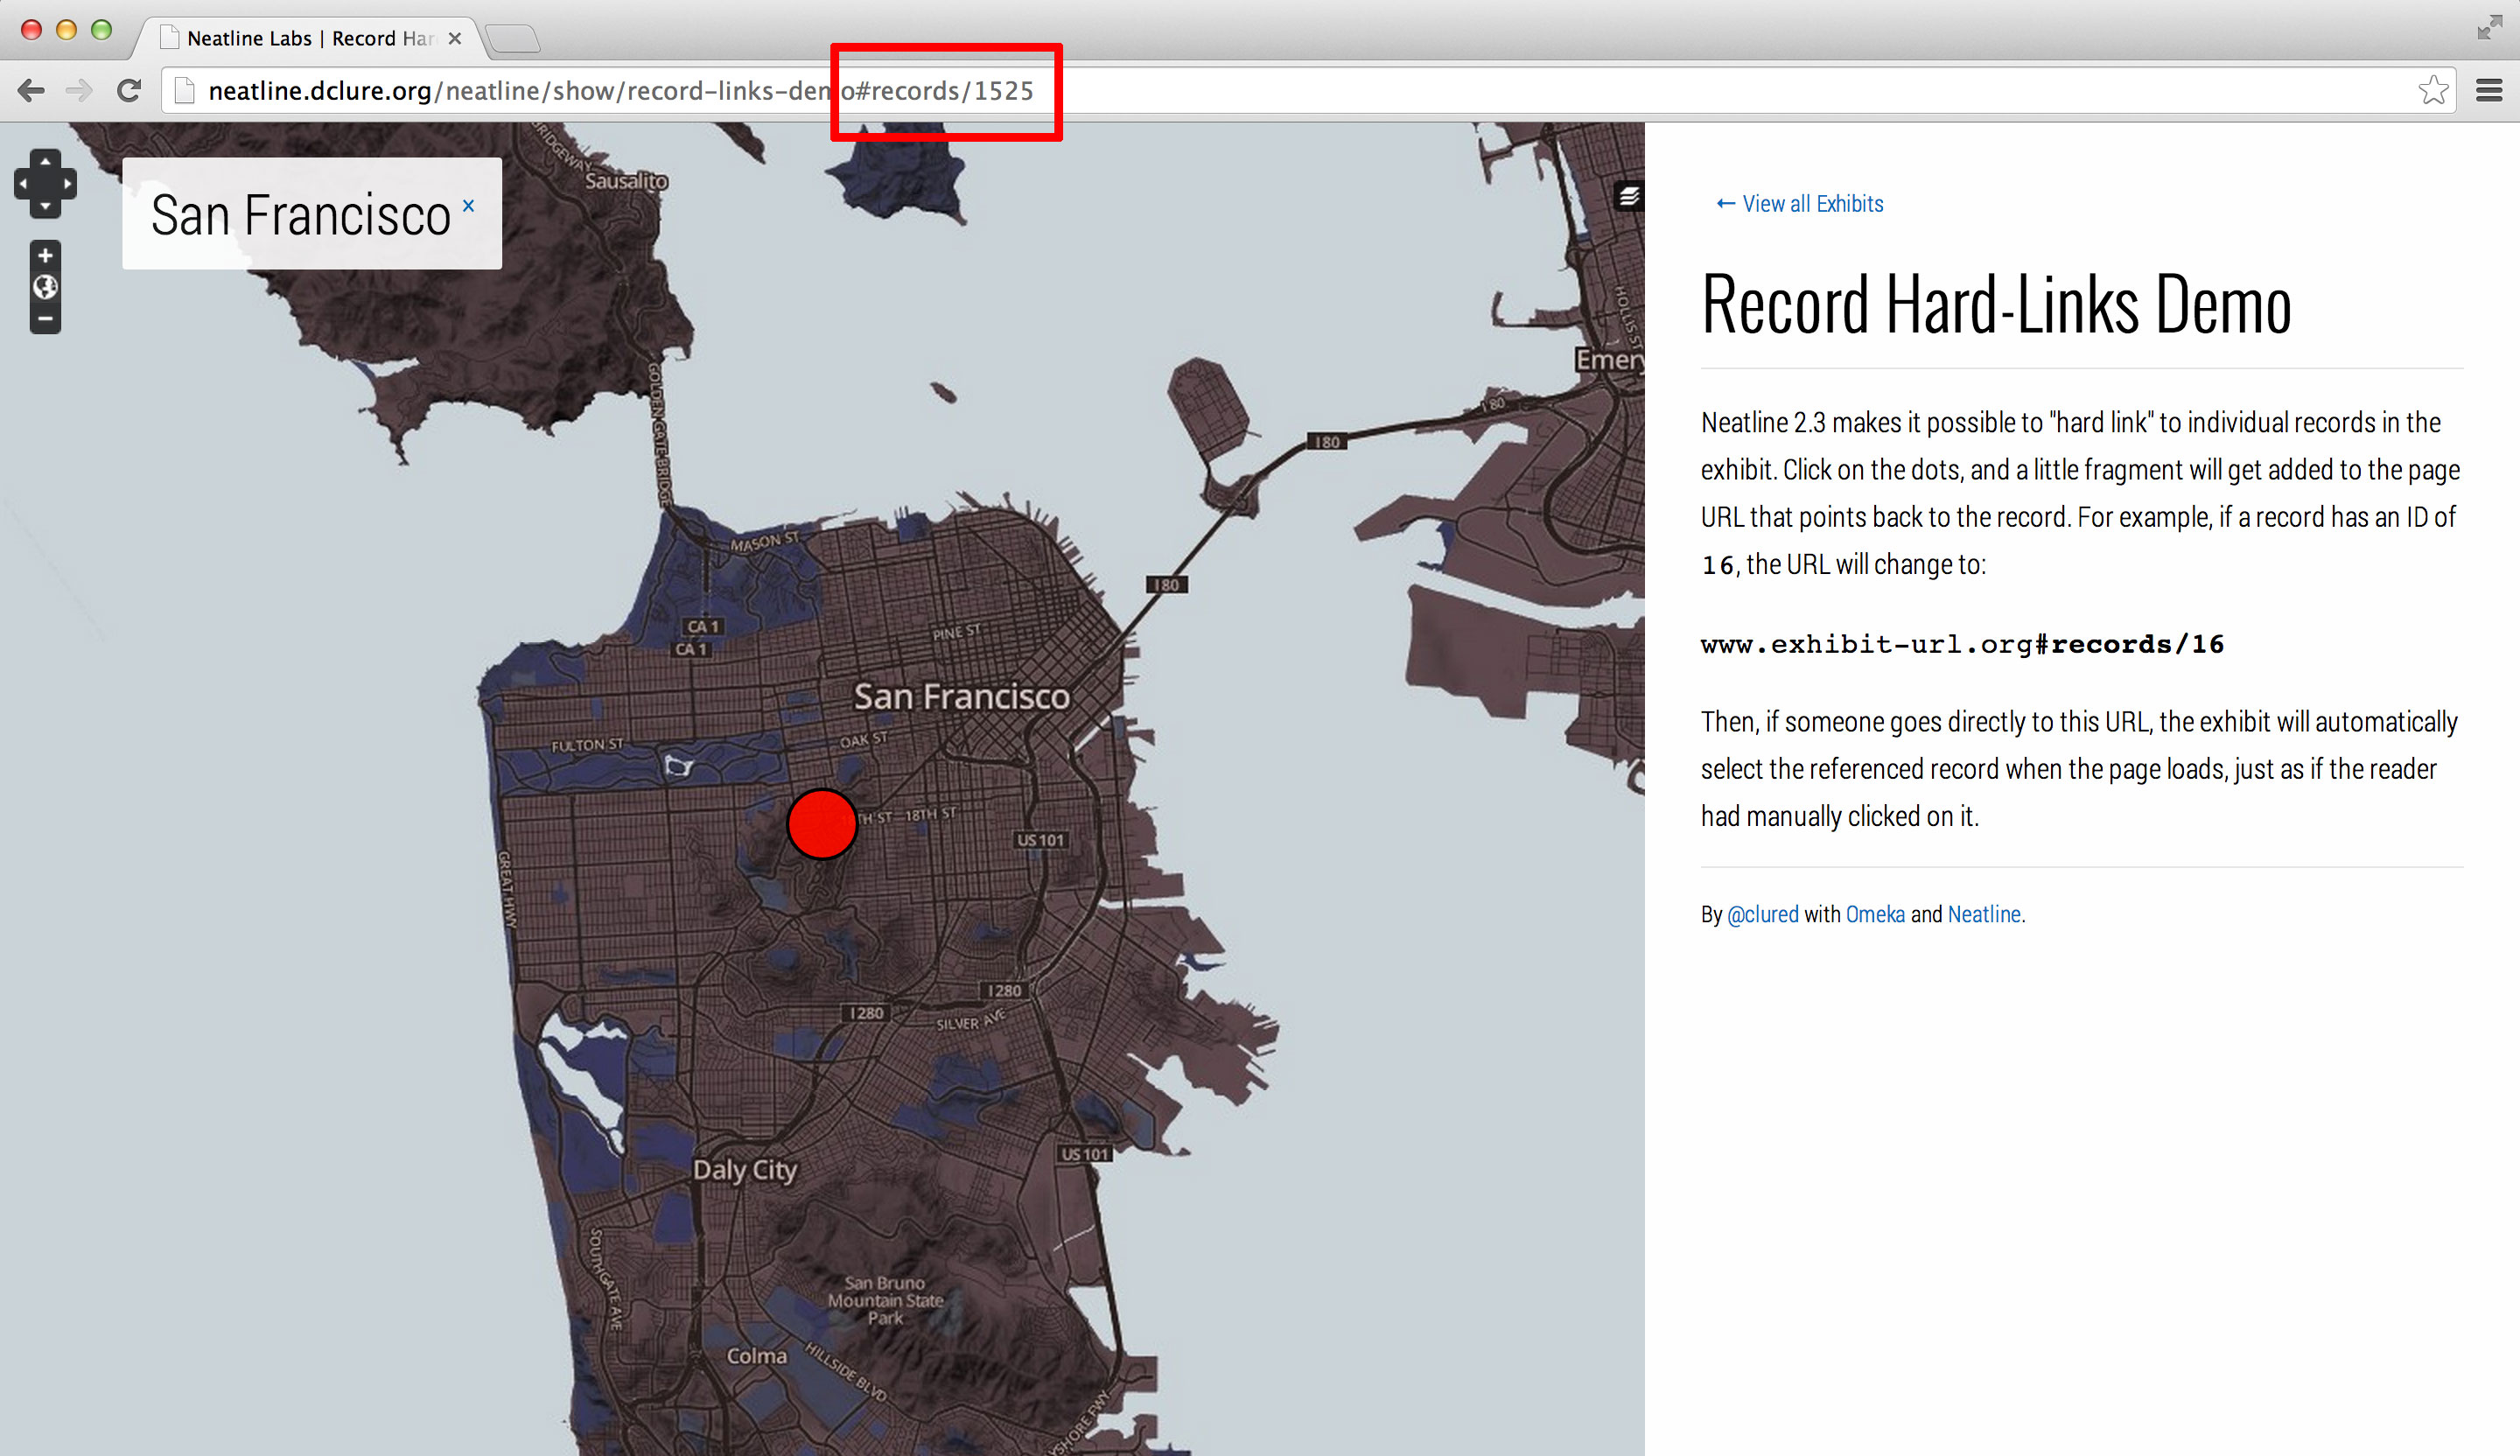 Neatline Labs | Record Har
neatline.dclure.org/neatline/show/record-links-demo#records/1525
San Francisco ×
BRIDGEWAY
Sausalito
GOLDEN GATE BRIDGE
HOLLIS ST
Emery
I 80
I 80
I 80
MASON ST
CA 1
CA 1
PINE ST
San Francisco
FULTON ST
OAK ST
18TH ST
US 101
GREAT HWY
I 280
I 280
SILVER AVE
US 101
Daly City
SOUTHGATE AVE
San Bruno
Mountain State
Park
Colma
HILLSIDE BLVD
← View all Exhibits
Record Hard-Links Demo
Neatline 2.3 makes it possible to "hard link" to individual records in the
exhibit. Click on the dots, and a little fragment will get added to the page
URL that points back to the record. For example, if a record has an ID of
16, the URL will change to:
www.exhibit-url.org#records/16
Then, if someone goes directly to this URL, the exhibit will automatically
select the referenced record when the page loads, just as if the reader
had manually clicked on it.
By @clured with Omeka and Neatline.